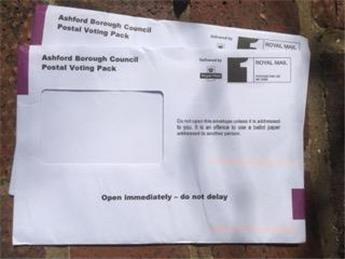 Ashford Borough Council
Postal Voting Pack
Delivered by
1
ROYAL MAIL
Ashford Borough Council
Postal Voting Pack
Delivered by
Royal Mail
1
ROYAL MAIL
Do not open this envelope unless it is addressed
to you. It is an offence to use a ballot paper
addressed to another person.
Open immediately – do not delay